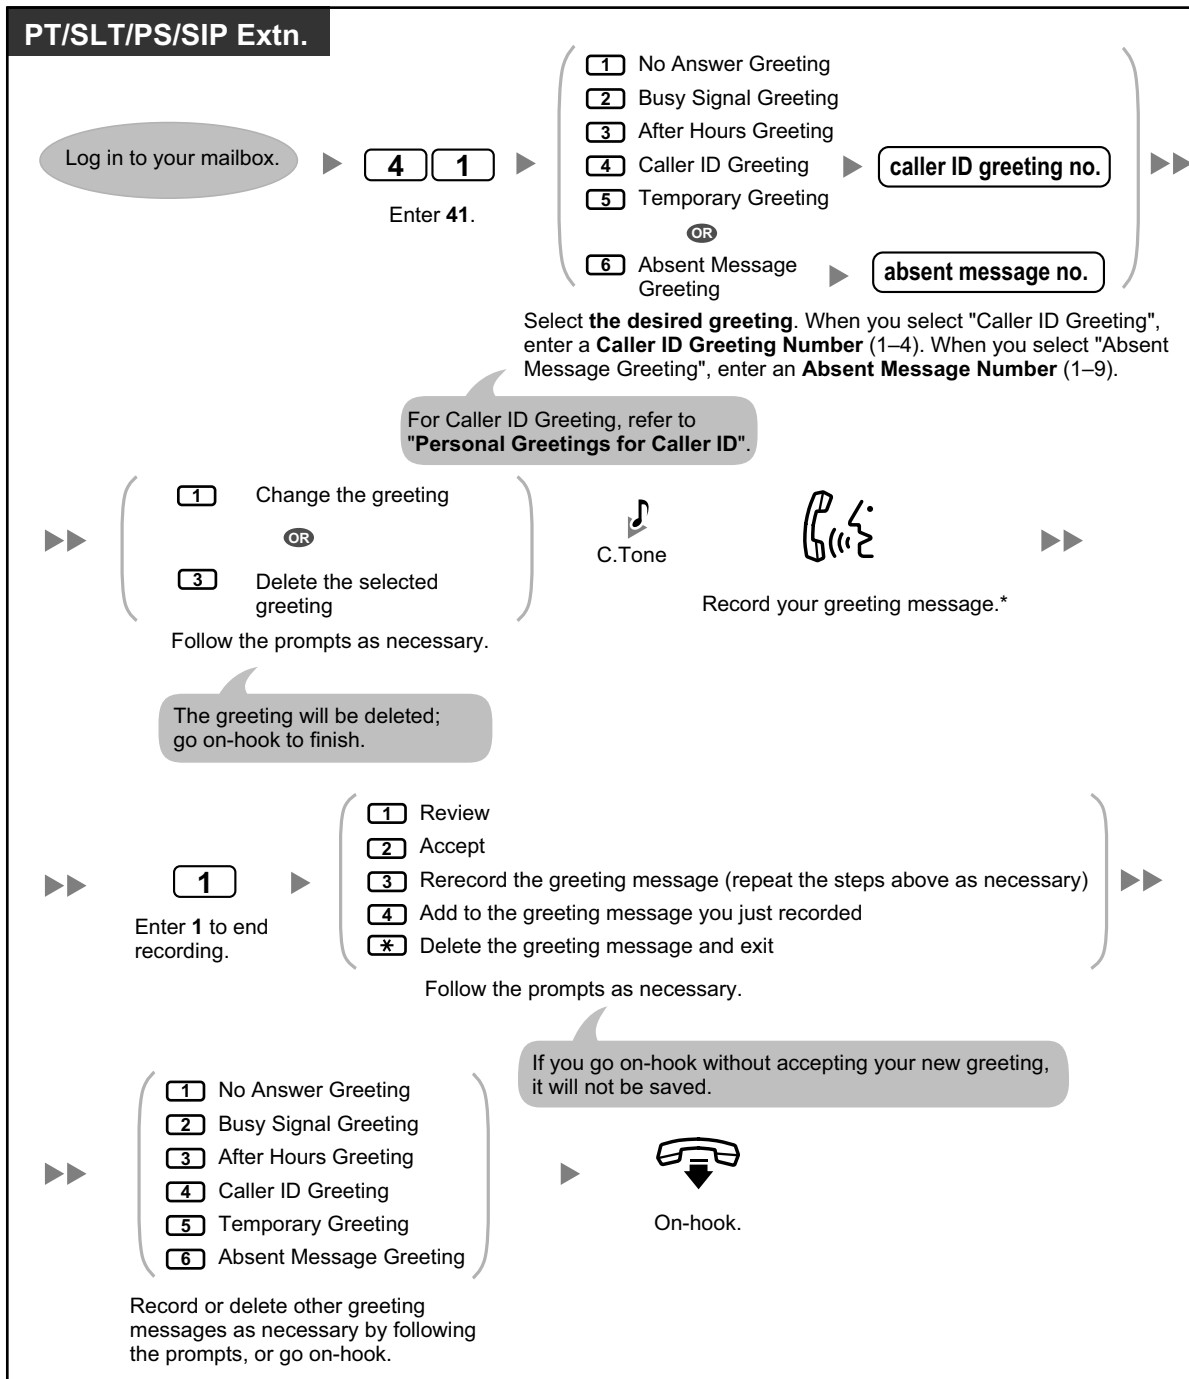 PT/SLT/PS/SIP Extn.
Log in to your mailbox.
4 1
Enter 41.
1 No Answer Greeting
2 Busy Signal Greeting
3 After Hours Greeting
4 Caller ID Greeting
caller ID greeting no.
5 Temporary Greeting
OR
6 Absent Message
Greeting
absent message no.
Select the desired greeting. When you select "Caller ID Greeting",
enter a Caller ID Greeting Number (1–4). When you select "Absent
Message Greeting", enter an Absent Message Number (1–9).
For Caller ID Greeting, refer to
"Personal Greetings for Caller ID".
1 Change the greeting
OR
3 Delete the selected
greeting
Follow the prompts as necessary.
The greeting will be deleted;
go on-hook to finish.
C.Tone
Record your greeting message.*
1
Enter 1 to end
recording.
1 Review
2 Accept
3 Rerecord the greeting message (repeat the steps above as necessary)
4 Add to the greeting message you just recorded
* Delete the greeting message and exit
Follow the prompts as necessary.
If you go on-hook without accepting your new greeting,
it will not be saved.
1 No Answer Greeting
2 Busy Signal Greeting
3 After Hours Greeting
4 Caller ID Greeting
5 Temporary Greeting
6 Absent Message Greeting
Record or delete other greeting
messages as necessary by following
the prompts, or go on-hook.
On-hook.